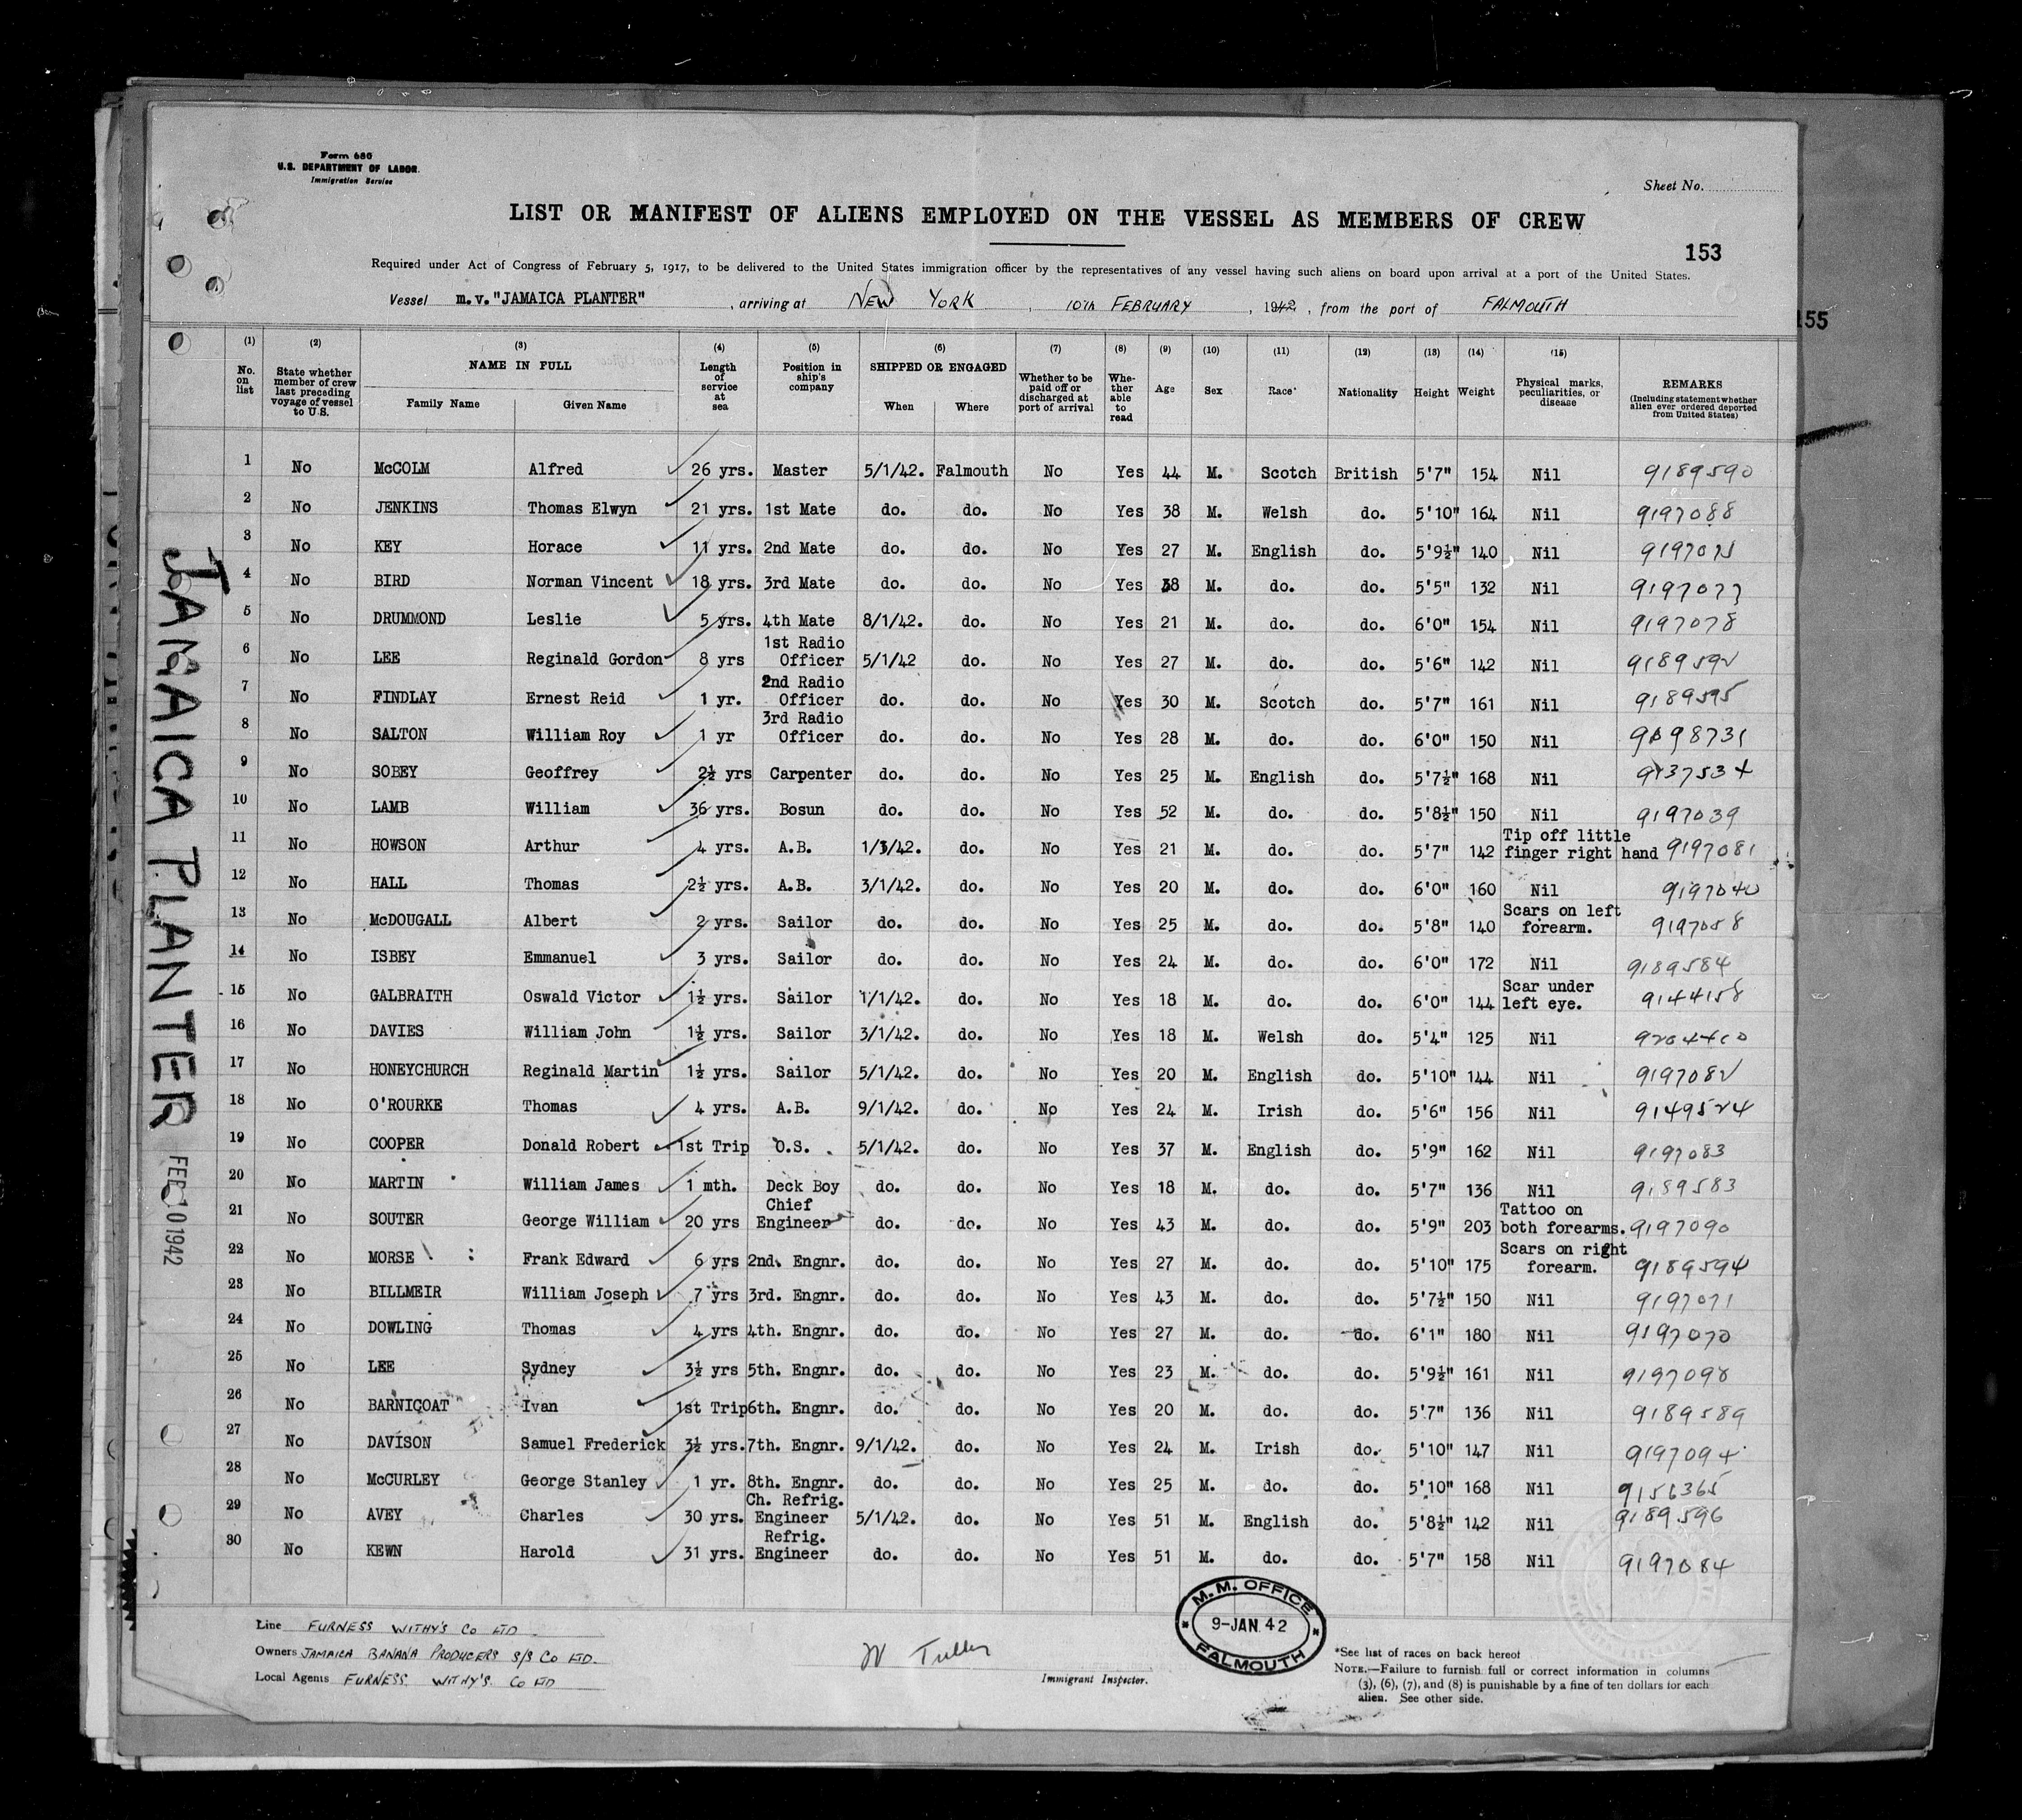 Form 680
U.S. DEPARTMENT OF LABOR
Immigration Service
Sheet No.
LIST OR MANIFEST OF ALIENS EMPLOYED ON THE VESSEL AS MEMBERS OF CREW
153
Required under Act of Congress of February 5, 1917, to be delivered to the United States immigration officer by the representatives of any vessel having such aliens on board upon arrival at a port of the United States.
Vessel m.v. "JAMAICA PLANTER", arriving at NEW YORK, 10th FEBRUARY, 1942, from the port of FALMOUTH
155
(1) (2) (3) (4) (5) (6) (7) (8) (9) (10) (11) (12) (13) (14) (15)
No. on list State whether member of crew last preceding voyage of vessel to U.S. NAME IN FULL Family Name Given Name Length of service at sea Position in ship's company SHIPPED OR ENGAGED When Where Whether to be paid off or discharged at port of arrival Whether able to read Age Sex Race* Nationality Height Weight Physical marks, peculiarities, or disease REMARKS (Including statement whether alien ever ordered deported from United States)
1 No McCOLM Alfred 26 yrs. Master 5/1/42. Falmouth No Yes 44 M. Scotch British 5'7" 154 Nil 9189590
2 No JENKINS Thomas Elwyn 21 yrs. 1st Mate do. do. No Yes 38 M. Welsh do. 5'10" 164 Nil 9197088
3 No KEY Horace 11 yrs. 2nd Mate do. do. No Yes 27 M. English do. 5'9½" 140 Nil
4 No BIRD Norman Vincent 18 yrs. 3rd Mate do. do. No Yes 38 M. do. do. 5'5" 132 Nil 9197077
5 No DRUMMOND Leslie 5 yrs. 4th Mate 8/1/42. do. No Yes 21 M. do. do. 6'0" 154 Nil 9197078
6 No LEE Reginald Gordon 8 yrs 1st Radio Officer 5/1/42 do. No Yes 27 M. do. do. 5'6" 142 Nil 9189592
7 No FINDLAY Ernest Reid 1 yr. 2nd Radio Officer do. do. No Yes 30 M. Scotch do. 5'7" 161 Nil 9189595
8 No SALTON William Roy 1 yr 3rd Radio Officer do. do. No Yes 28 M. do. do. 6'0" 150 Nil
9 No SOBEY Geoffrey 2½ yrs Carpenter do. do. No Yes 25 M. English do. 5'7½" 168 Nil 9137534
10 No LAMB William 36 yrs. Bosun do. do. No Yes 52 M. do. do. 5'8½" 150 Nil 9197039
11 No HOWSON Arthur 4 yrs. A.B. 1/3/42. do. No Yes 21 M. do. do. 5'7" 142 Tip off little finger right hand 9197081
12 No HALL Thomas 2½ yrs. A.B. 3/1/42. do. No Yes 20 M. do. do. 6'0" 160 Nil 9197040
13 No McDOUGALL Albert 2 yrs. Sailor do. do. No Yes 25 M. do. do. 5'8" 140 Scars on left forearm. 9197058
14 No ISBEY Emmanuel 3 yrs. Sailor do. do. No Yes 24 M. do. do. 6'0" 172 Nil 9189584
15 No GALBRAITH Oswald Victor 1½ yrs. Sailor 1/1/42. do. No Yes 18 M. do. do. 6'0" 144 Scar under left eye. 9144158
16 No DAVIES William John 1½ yrs. Sailor 3/1/42. do. No Yes 18 M. Welsh do. 5'4" 125 Nil
17 No HONEYCHURCH Reginald Martin 1½ yrs. Sailor 5/1/42. do. No Yes 20 M. English do. 5'10" 144 Nil 9197082
18 No O'ROURKE Thomas 4 yrs. A.B. 9/1/42. do. No Yes 24 M. Irish do. 5'6" 156 Nil 9149524
19 No COOPER Donald Robert 1st Trip O.S. 5/1/42. do. No Yes 37 M. English do. 5'9" 162 Nil 9197083
20 No MARTIN William James 1 mth. Deck Boy do. do. No Yes 18 M. do. do. 5'7" 136 Nil 9189583
21 No SOUTER George William 20 yrs Chief Engineer do. do. No Yes 43 M. do. do. 5'9" 203 Tattoo on both forearms. 9197090
22 No MORSE Frank Edward 6 yrs 2nd. Engnr. do. do. No Yes 27 M. do. do. 5'10" 175 Scars on right forearm. 9189594
23 No BILLMEIR William Joseph 7 yrs 3rd. Engnr. do. do. No Yes 43 M. do. do. 5'7½" 150 Nil 9197071
24 No DOWLING Thomas 4 yrs 4th. Engnr. do. do. No Yes 27 M. do. do. 6'1" 180 Nil 9197070
25 No LEE Sydney 3½ yrs 5th. Engnr. do. do. No Yes 23 M. do. do. 5'9½" 161 Nil 9197098
26 No BARNICOAT Ivan 1st Trip 6th. Engnr. do. do. No Yes 20 M. do. do. 5'7" 136 Nil 9189589
27 No DAVISON Samuel Frederick 3½ yrs. 7th. Engnr. 9/1/42. do. No Yes 24 M. Irish do. 5'10" 147 Nil 9197094
28 No McCURLEY George Stanley 1 yr. 8th. Engnr. do. do. No Yes 25 M. do. do. 5'10" 168 Nil 9156365
29 No AVEY Charles 30 yrs. Ch. Refrig. Engineer 5/1/42. do. No Yes 51 M. English do. 5'8½" 142 Nil 9189596
30 No KEWN Harold 31 yrs. Refrig. Engineer do. do. No Yes 51 M. do. do. 5'7" 158 Nil 9197084
JAMAICA PLANTER
FEB 10 1942
Line FURNESS WITHY'S CO LTD
Owners JAMAICA BANANA PRODUCERS S/S CO LTD.
Local Agents FURNESS WITHY'S CO LTD
Immigrant Inspector.
M.M. OFFICE
9-JAN.42
FALMOUTH
*See list of races on back hereof
NOTE.—Failure to furnish full or correct information in columns
(3), (6), (7), and (8) is punishable by a fine of ten dollars for each
alien. See other side.